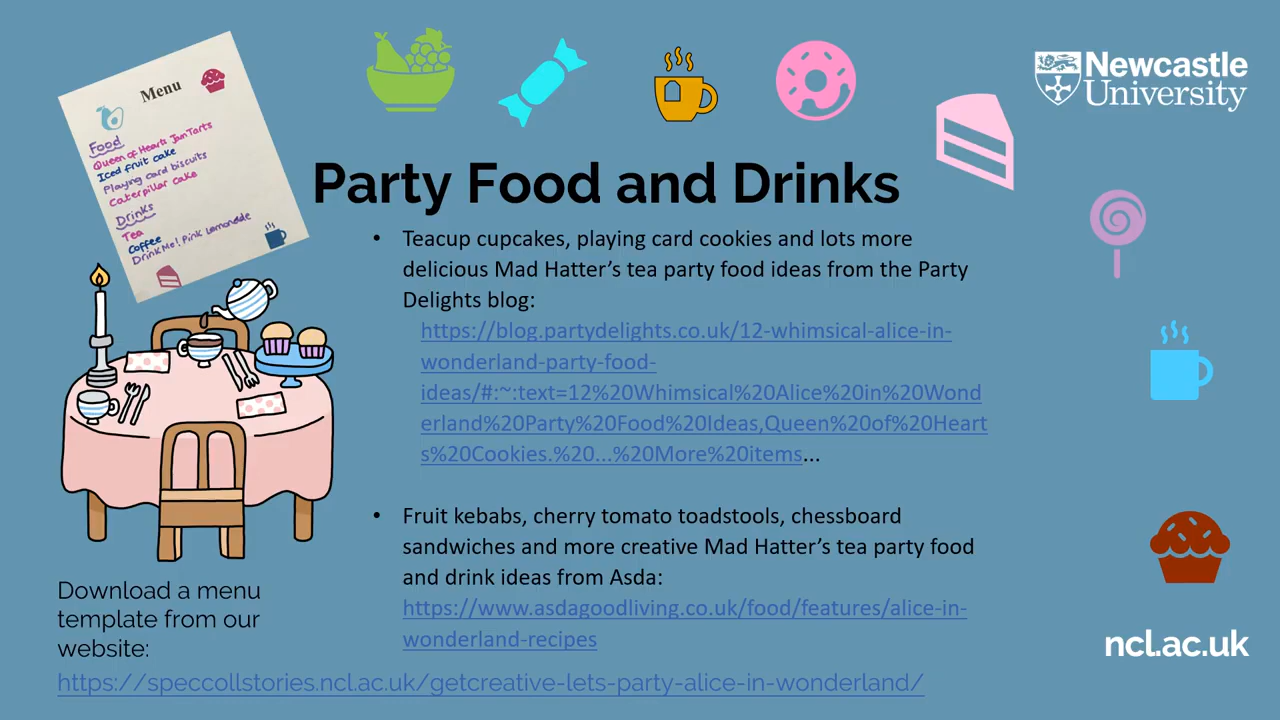 Menu
Food
Queen of Hearts Jam Tarts
Iced fruit cake
Playing card biscuits
Caterpillar cake
Drinks
Tea
Coffee
Drink Me! Pink Lemonade
Newcastle
University
Party Food and Drinks
• Teacup cupcakes, playing card cookies and lots more
delicious Mad Hatter's tea party food ideas from the Party
Delights blog:
https://blog.partydelights.co.uk/12-whimsical-alice-in-
wonderland-party-food-
ideas/#:~:text=12%20Whimsical%20Alice%20in%20Wond
erland%20Party%20Food%20Ideas,Queen%20of%20Heart
s%20Cookies.%20...%20More%20items...
• Fruit kebabs, cherry tomato toadstools, chessboard
sandwiches and more creative Mad Hatter's tea party food
and drink ideas from Asda:
https://www.asdagoodliving.co.uk/food/features/alice-in-
wonderland-recipes
Download a menu
template from our
website:
https://speccollstories.ncl.ac.uk/getcreative-lets-party-alice-in-wonderland/
ncl.ac.uk